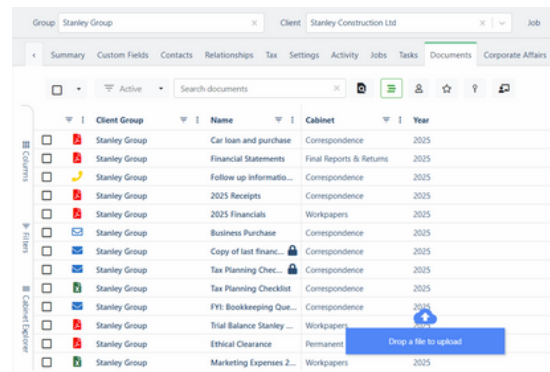 Group Stanley Group Client Stanley Construction Ltd Job
Summary Custom Fields Contacts Relationships Tax Settings Activity Jobs Tasks Documents Corporate Affairs
Active Search documents
Client Group Name Cabinet Year
Stanley Group Car loan and purchase Correspondence 2025
Stanley Group Financial Statements Final Reports & Returns 2025
Stanley Group Follow up informatio... Correspondence 2025
Stanley Group 2025 Receipts Correspondence 2025
Stanley Group 2025 Financials Workpapers 2025
Stanley Group Business Purchase Correspondence 2025
Stanley Group Copy of last financ... Correspondence 2025
Stanley Group Tax Planning Chec... Correspondence 2025
Stanley Group Tax Planning Checklist Correspondence 2025
Stanley Group FYI: Bookkeeping Que... Correspondence 2025
Stanley Group Trial Balance Stanley ... Workpapers 2025
Stanley Group Ethical Clearance Permanent
Stanley Group Marketing Expenses 2... Workpapers 2025
Drop a file to upload
Columns
Filters
Cabinet Explorer